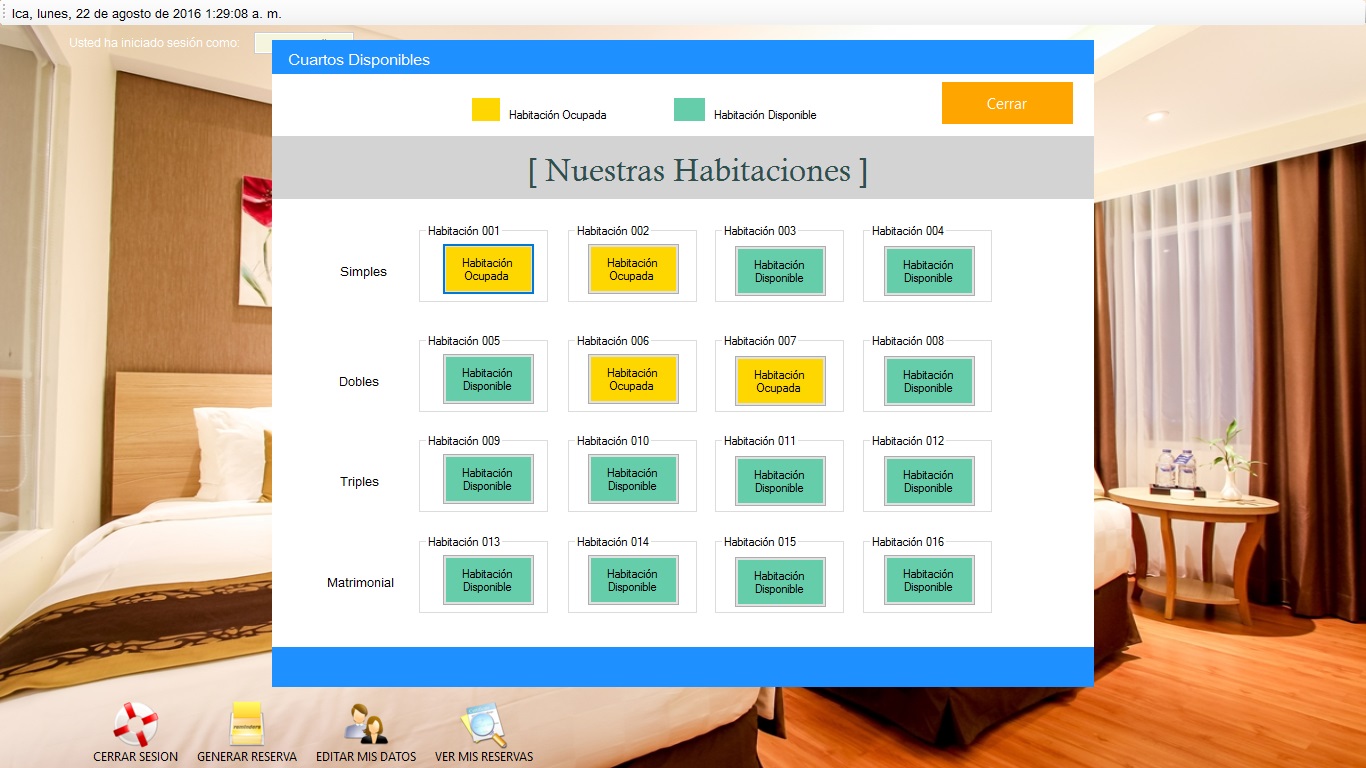 Ica, lunes, 22 de agosto de 2016 1:29:08 a. m.
Usted ha iniciado sesión como:
Cuartos Disponibles
Habitación Ocupada
Habitación Disponible
Cerrar
[ Nuestras Habitaciones ]
Simples
Habitación 001
Habitación
Ocupada
Habitación 002
Habitación
Ocupada
Habitación 003
Habitación
Disponible
Habitación 004
Habitación
Disponible
Dobles
Habitación 005
Habitación
Disponible
Habitación 006
Habitación
Ocupada
Habitación 007
Habitación
Ocupada
Habitación 008
Habitación
Disponible
Triples
Habitación 009
Habitación
Disponible
Habitación 010
Habitación
Disponible
Habitación 011
Habitación
Disponible
Habitación 012
Habitación
Disponible
Matrimonial
Habitación 013
Habitación
Disponible
Habitación 014
Habitación
Disponible
Habitación 015
Habitación
Disponible
Habitación 016
Habitación
Disponible
CERRAR SESION
GENERAR RESERVA
EDITAR MIS DATOS
VER MIS RESERVAS